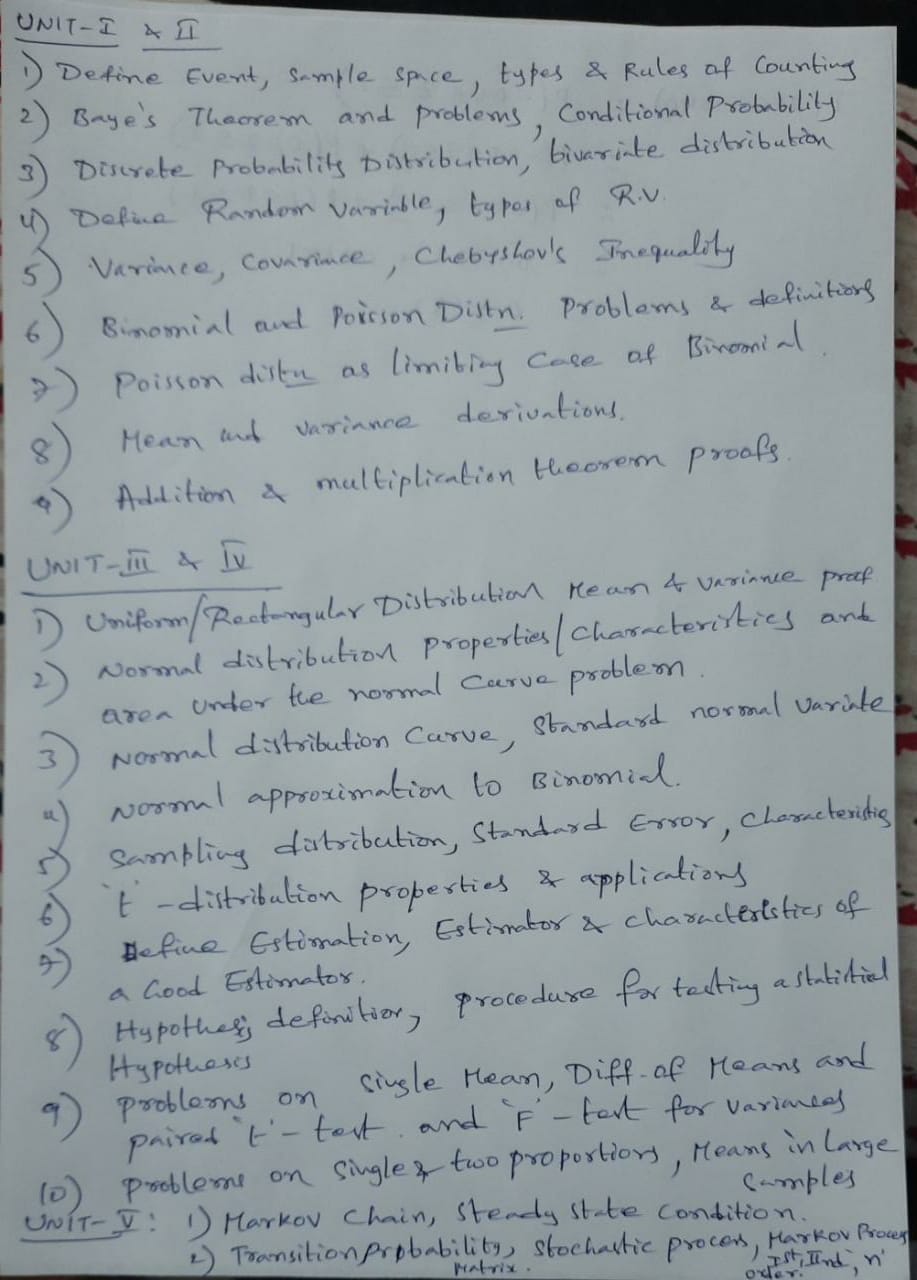 UNIT-I & II
1) Define Event, Sample Space, types & Rules of Counting
2) Baye's Theorem and problems, Conditional Probability
3) Discrete Probability Distribution, bivariate distribution
4) Define Random Variable, types of R.V.
5) Variance, Covariance, Chebyshov's Inequality
6) Binomial and Poisson Distn. Problems & definitions
7) Poisson distn as limiting Case of Binomial.
8) Mean and Variance derivations.
9) Addition & multiplication theorem proofs.
UNIT-III & IV
1) Uniform/Rectangular Distribution Mean & Variance proof
2) Normal distribution properties/Characteristics and
area under the normal Curve problem.
3) Normal distribution Curve, Standard normal Variate
4) Normal approximation to Binomial.
5) Sampling distribution, Standard Error, Characteristics
6) 't'-distribution properties & applications
7) Define Estimation, Estimator & characteristics of
a Good Estimator.
8) Hypothesis definition, procedure for testing a statistical
Hypothesis
9) Problems on Single Mean, Diff. of Means and
paired 't'-test. and 'F'-test for variances
10) Problems on Single & two proportions, Means in Large
Samples
UNIT-V: 1) Markov Chain, Steady State Condition.
2) Transition Probability, Stochastic process, Markov Process
Matrix. Ist, IInd, n'
order.